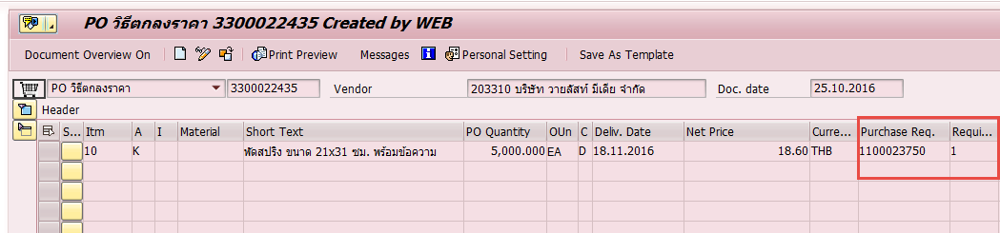 PO วิธีตกลงราคา 3300022435 Created by WEB
Document Overview On Print Preview Messages Personal Setting Save As Template
PO วิธีตกลงราคา 3300022435 Vendor 203310 บริษัท วายลัสท์ มีเดีย จำกัด Doc. date 25.10.2016
Header
S... Itm A I Material Short Text PO Quantity OUn C Deliv. Date Net Price Curre... Purchase Req. Requi...
10 K พัดสปริง ขนาด 21x31 ซม. พร้อมข้อความ 5,000.000 EA D 18.11.2016 18.60 THB 1100023750 1